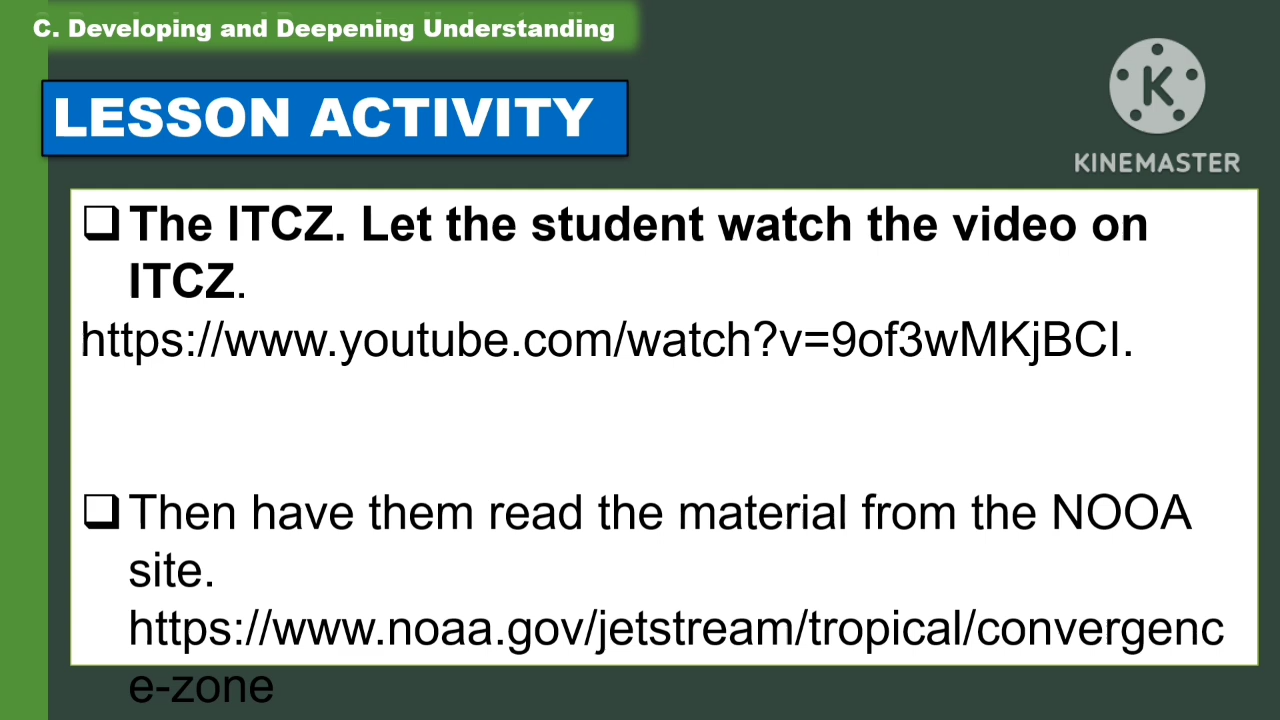 C. Developing and Deepening Understanding
LESSON ACTIVITY
K
KINEMASTER
❑ The ITCZ. Let the student watch the video on
ITCZ.
https://www.youtube.com/watch?v=9of3wMKjBCI.
❑ Then have them read the material from the NOOA
site.
https://www.noaa.gov/jetstream/tropical/convergenc
e-zone